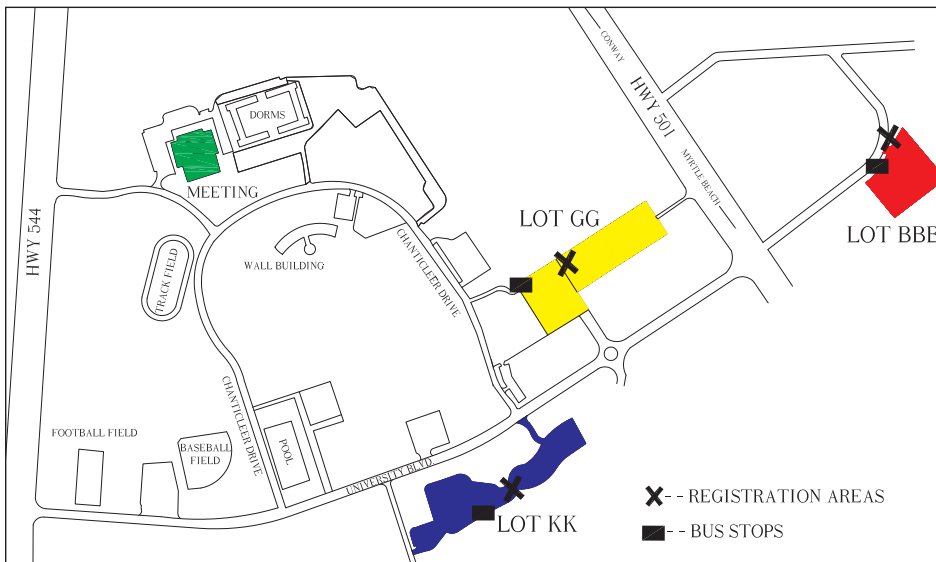 CONWAY
HWY 501
MYRTLE BEACH
DORMS
MEETING
HWY 544
LOT GG
LOT BBB
WALL BUILDING
CHANTICLEER DRIVE
TRACK FIELD
CHANTICLEER DRIVE
FOOTBALL FIELD
BASEBALL
FIELD
POOL
UNIVERSITY BLVD.
LOT KK
X -- REGISTRATION AREAS
- BUS STOPS